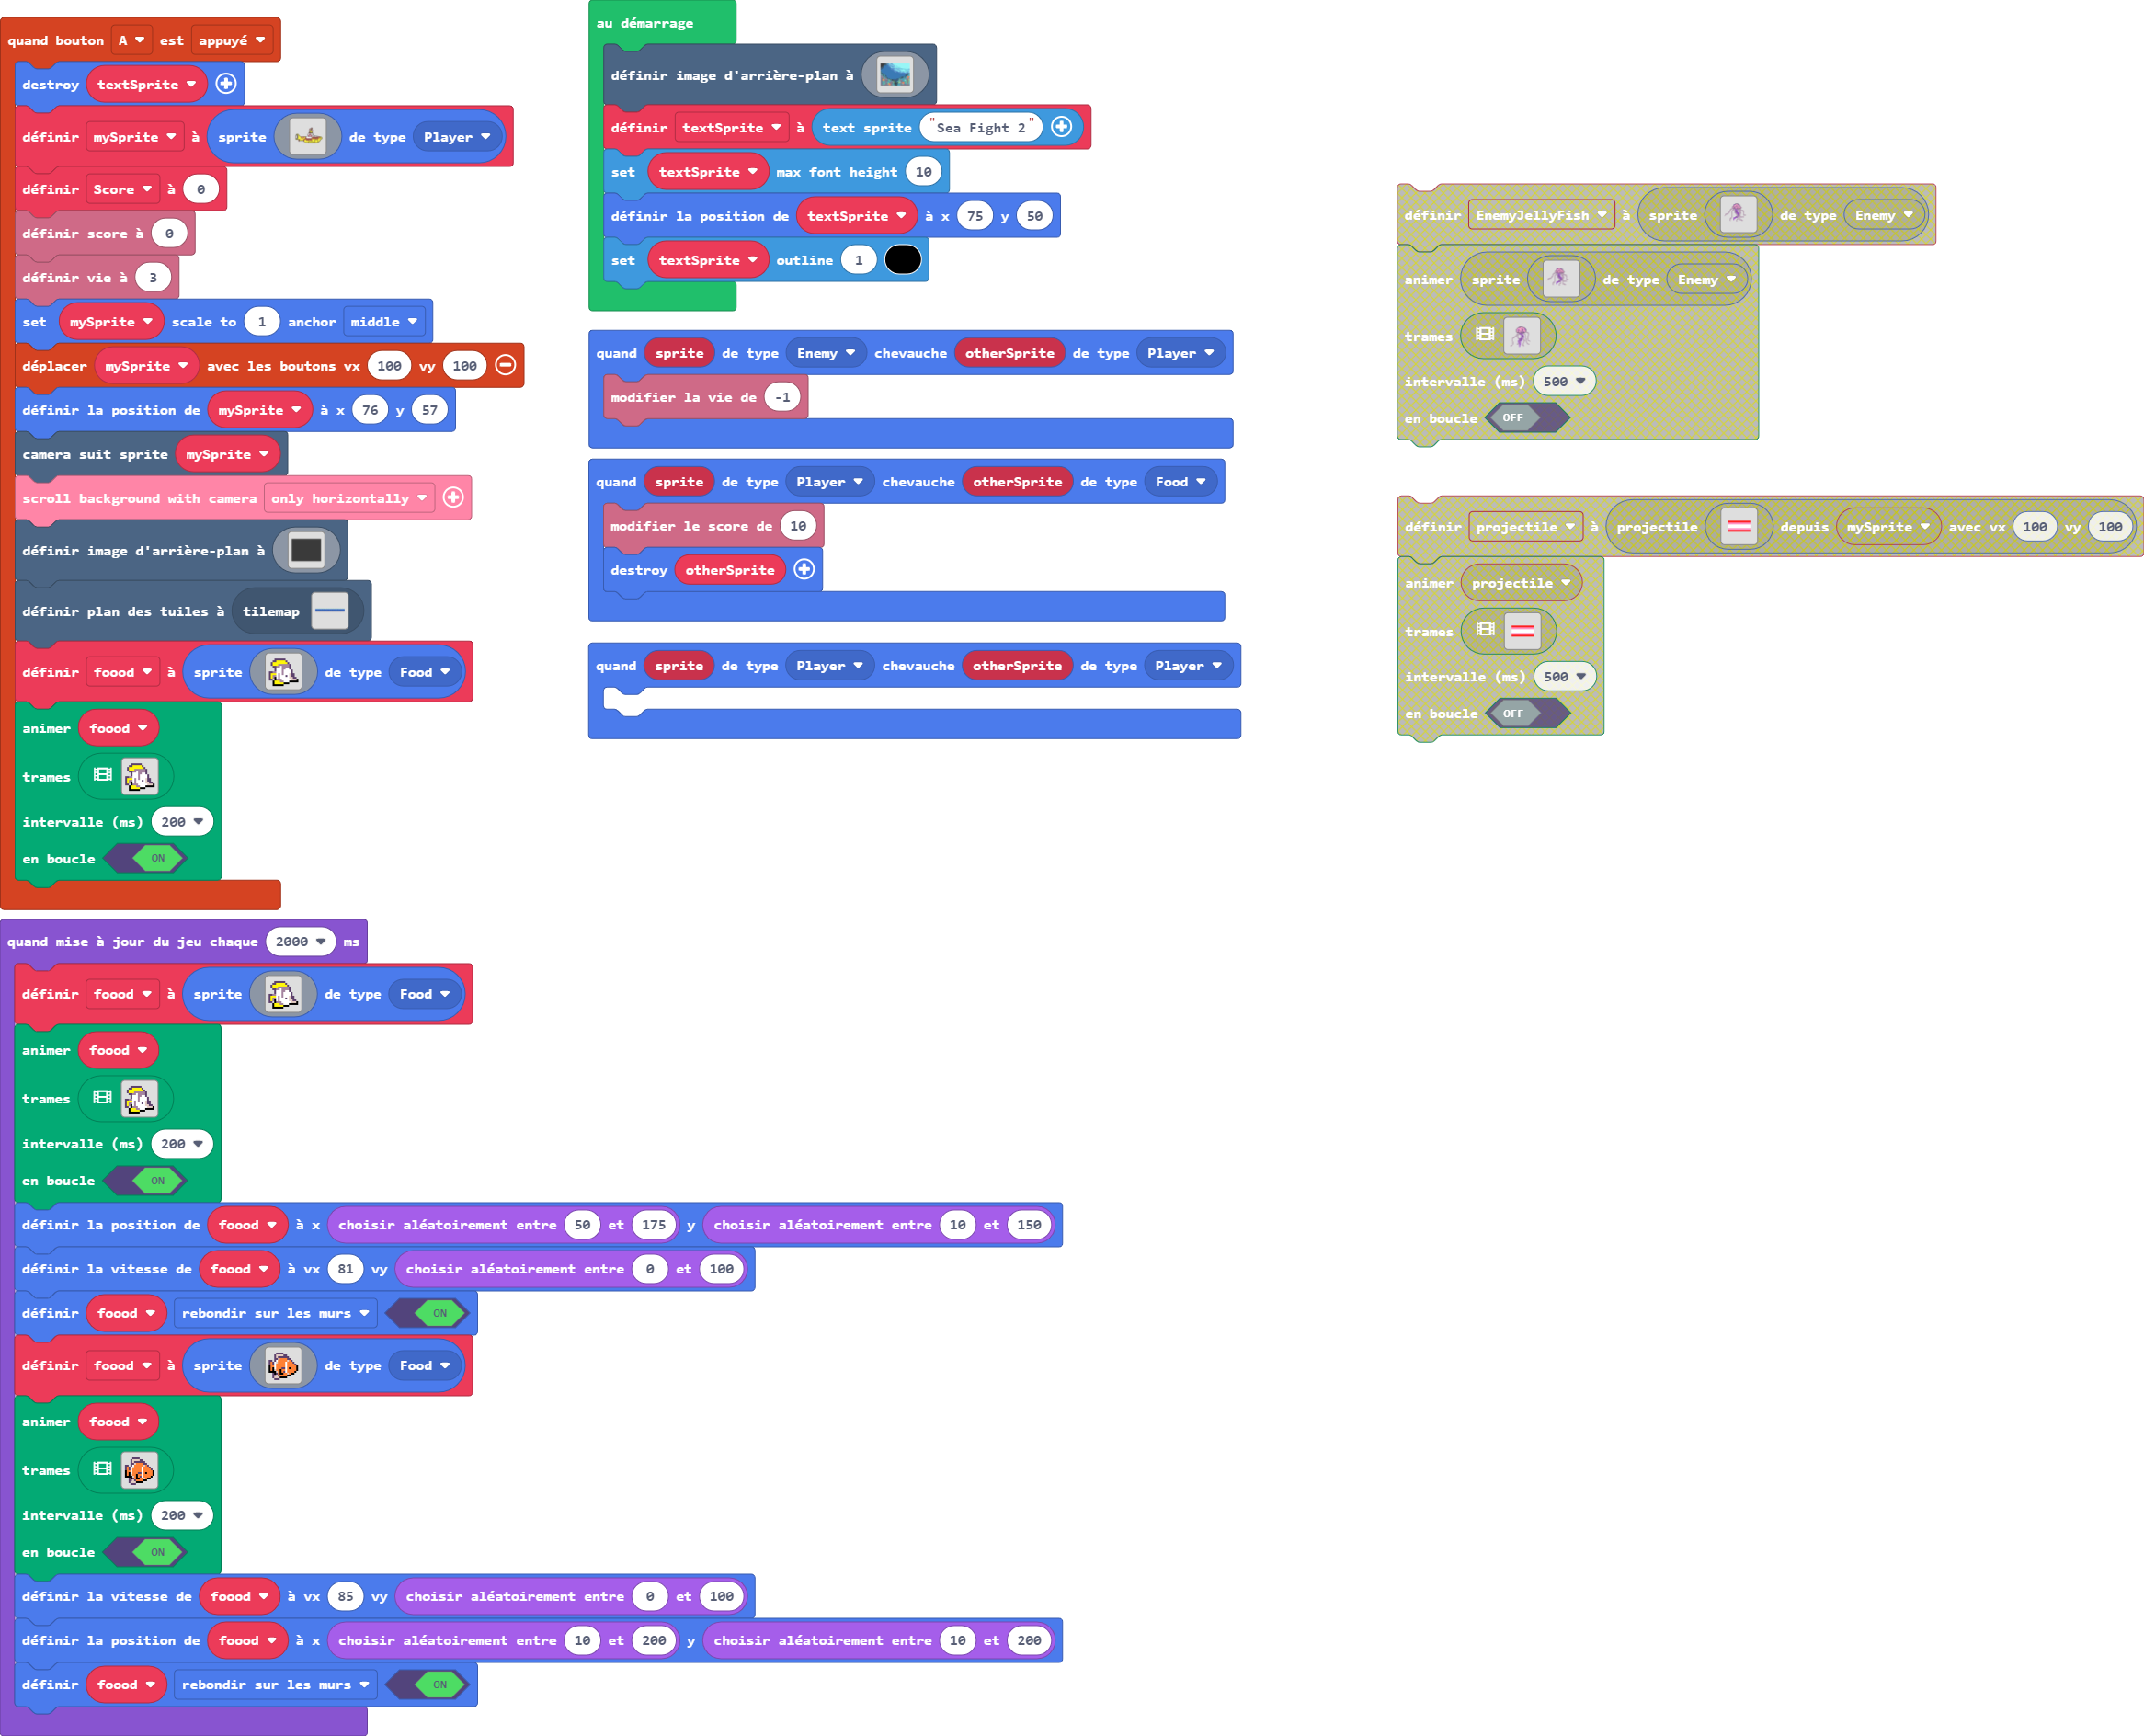 quand bouton A est appuyé
destroy textSprite
définir mySprite à sprite de type Player
définir Score à 0
définir score à 0
définir vie à 3
set mySprite scale to 1 anchor middle
déplacer mySprite avec les boutons vx 100 vy 100
définir la position de mySprite à x 76 y 57
camera suit sprite mySprite
scroll background with camera only horizontally
définir image d'arrière-plan à
définir plan des tuiles à tilemap
définir foood à sprite de type Food
animer foood
trames
intervalle (ms) 200
en boucle ON
quand mise à jour du jeu chaque 2000 ms
définir foood à sprite de type Food
animer foood
trames
intervalle (ms) 200
en boucle ON
définir la position de foood à x choisir aléatoirement entre 50 et 175 y choisir aléatoirement entre 10 et 150
définir la vitesse de foood à vx 81 vy choisir aléatoirement entre 0 et 100
définir foood rebondir sur les murs ON
définir foood à sprite de type Food
animer foood
trames
intervalle (ms) 200
en boucle ON
définir la vitesse de foood à vx 85 vy choisir aléatoirement entre 0 et 100
définir la position de foood à x choisir aléatoirement entre 10 et 200 y choisir aléatoirement entre 10 et 200
définir foood rebondir sur les murs ON
au démarrage
définir image d'arrière-plan à
définir textSprite à text sprite "Sea Fight 2"
set textSprite max font height 10
définir la position de textSprite à x 75 y 50
set textSprite outline 1
quand sprite de type Enemy chevauche otherSprite de type Player
modifier la vie de -1
quand sprite de type Player chevauche otherSprite de type Food
modifier le score de 10
destroy otherSprite
quand sprite de type Player chevauche otherSprite de type Player
définir EnemyJellyFish à sprite de type Enemy
animer sprite de type Enemy
trames
intervalle (ms) 500
en boucle OFF
définir projectile à projectile depuis mySprite avec vx 100 vy 100
animer projectile
trames
intervalle (ms) 500
en boucle OFF